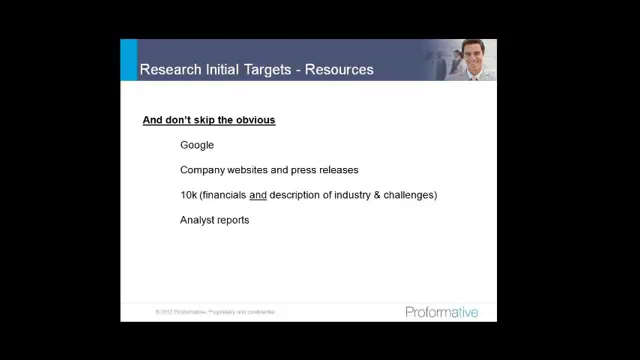 Research Initial Targets - Resources
And don't skip the obvious
Google
Company websites and press releases
10k (financials and description of industry & challenges)
Analyst reports
© 2012 Proformative. Proprietary and confidential.
Proformative